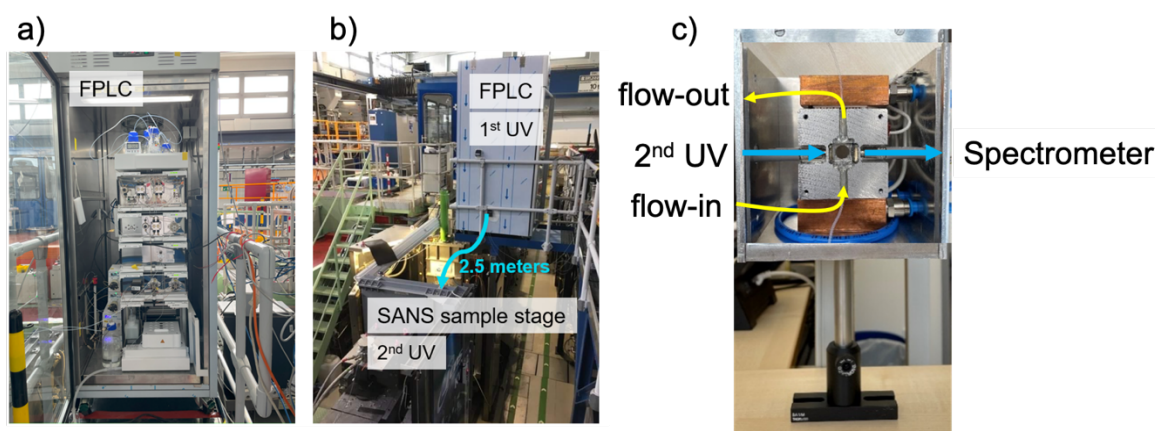 a)
FPLC
b)
FPLC
1st UV
2.5 meters
SANS sample stage
2nd UV
c)
flow-out
2nd UV
flow-in
Spectrometer